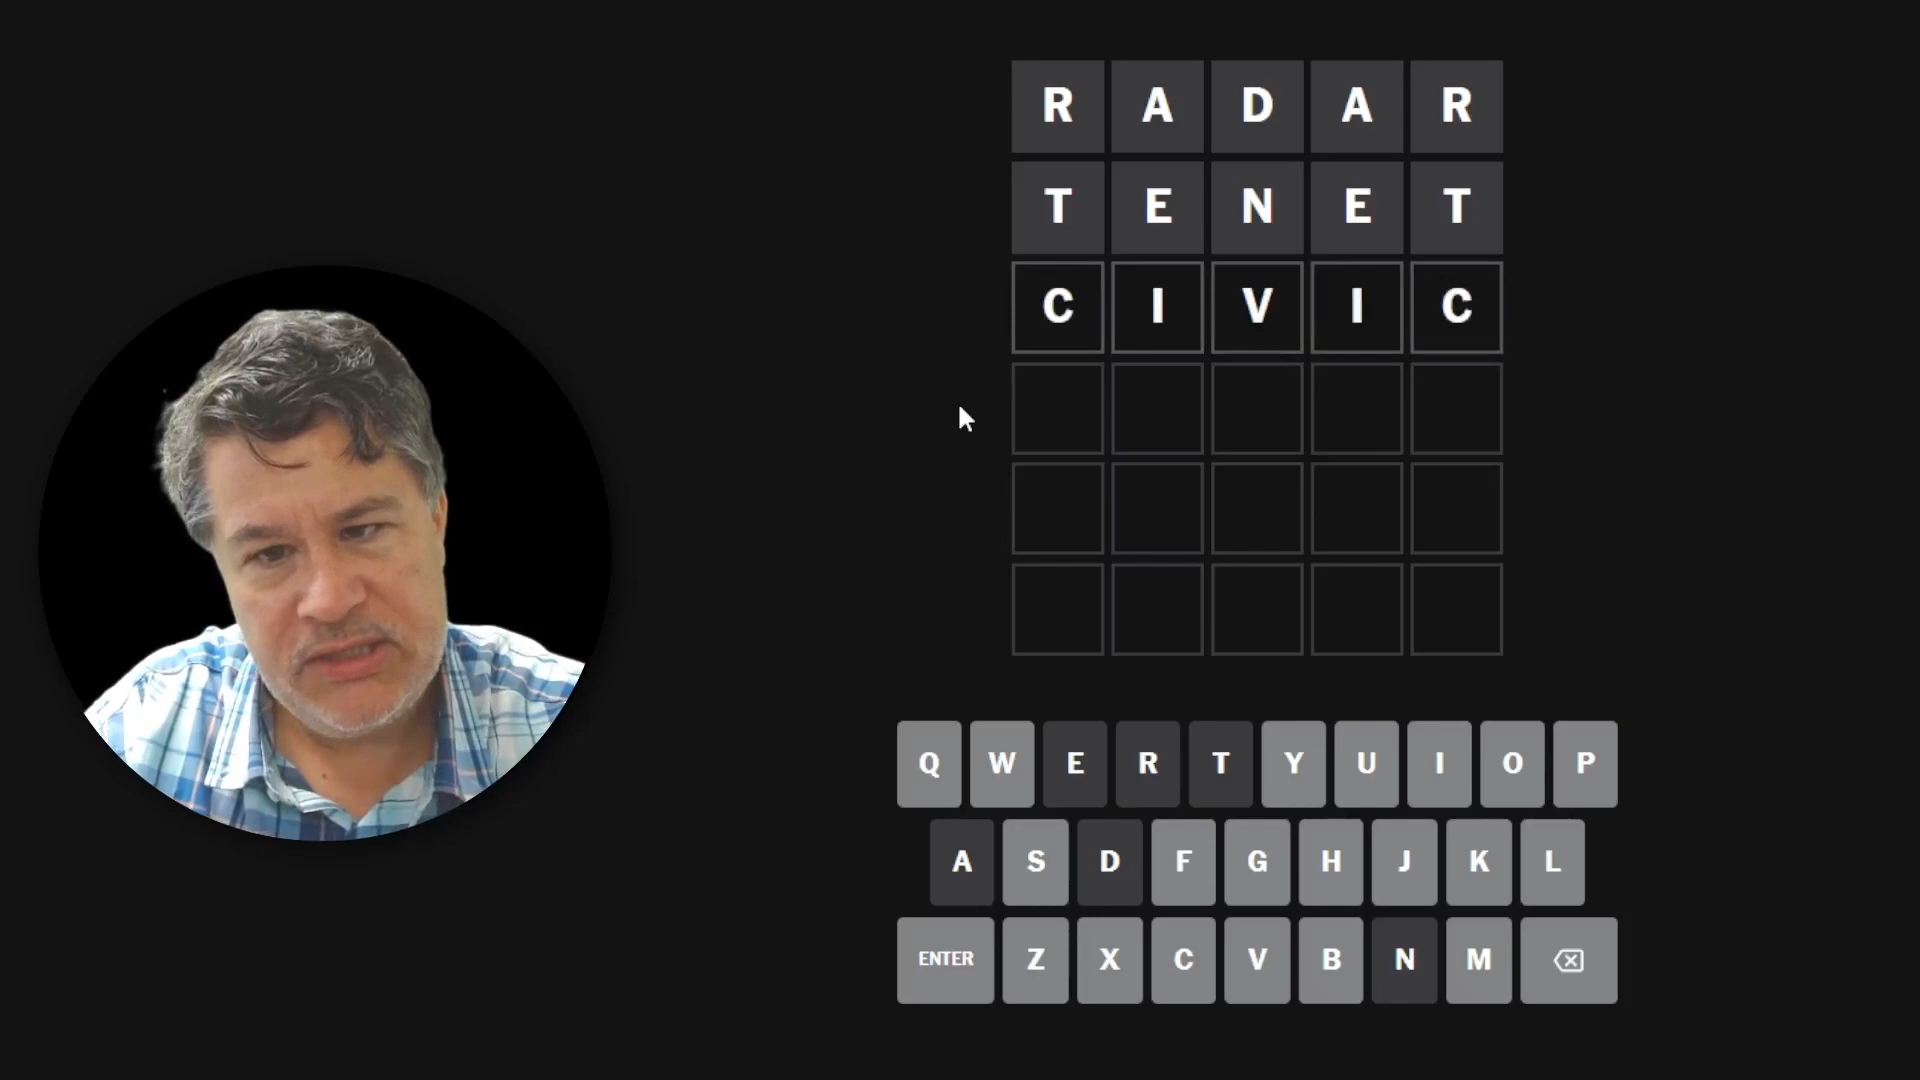 R A D A R
T E N E T
C I V I C
Q W E R T Y U I O P
A S D F G H J K L
ENTER Z X C V B N M